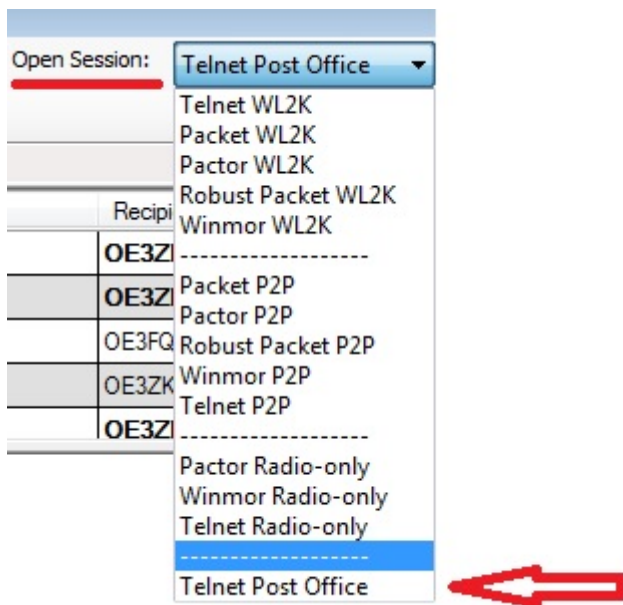 Open Session: Telnet Post Office
Telnet WL2K
Packet WL2K
Pactor WL2K
Robust Packet WL2K
Winmor WL2K
-------------------
Packet P2P
Pactor P2P
Robust Packet P2P
Winmor P2P
Telnet P2P
-------------------
Pactor Radio-only
Winmor Radio-only
Telnet Radio-only
-------------------
Telnet Post Office
Recipi
OE3Z
OE3Z
OE3FQ
OE3ZK
OE3Z